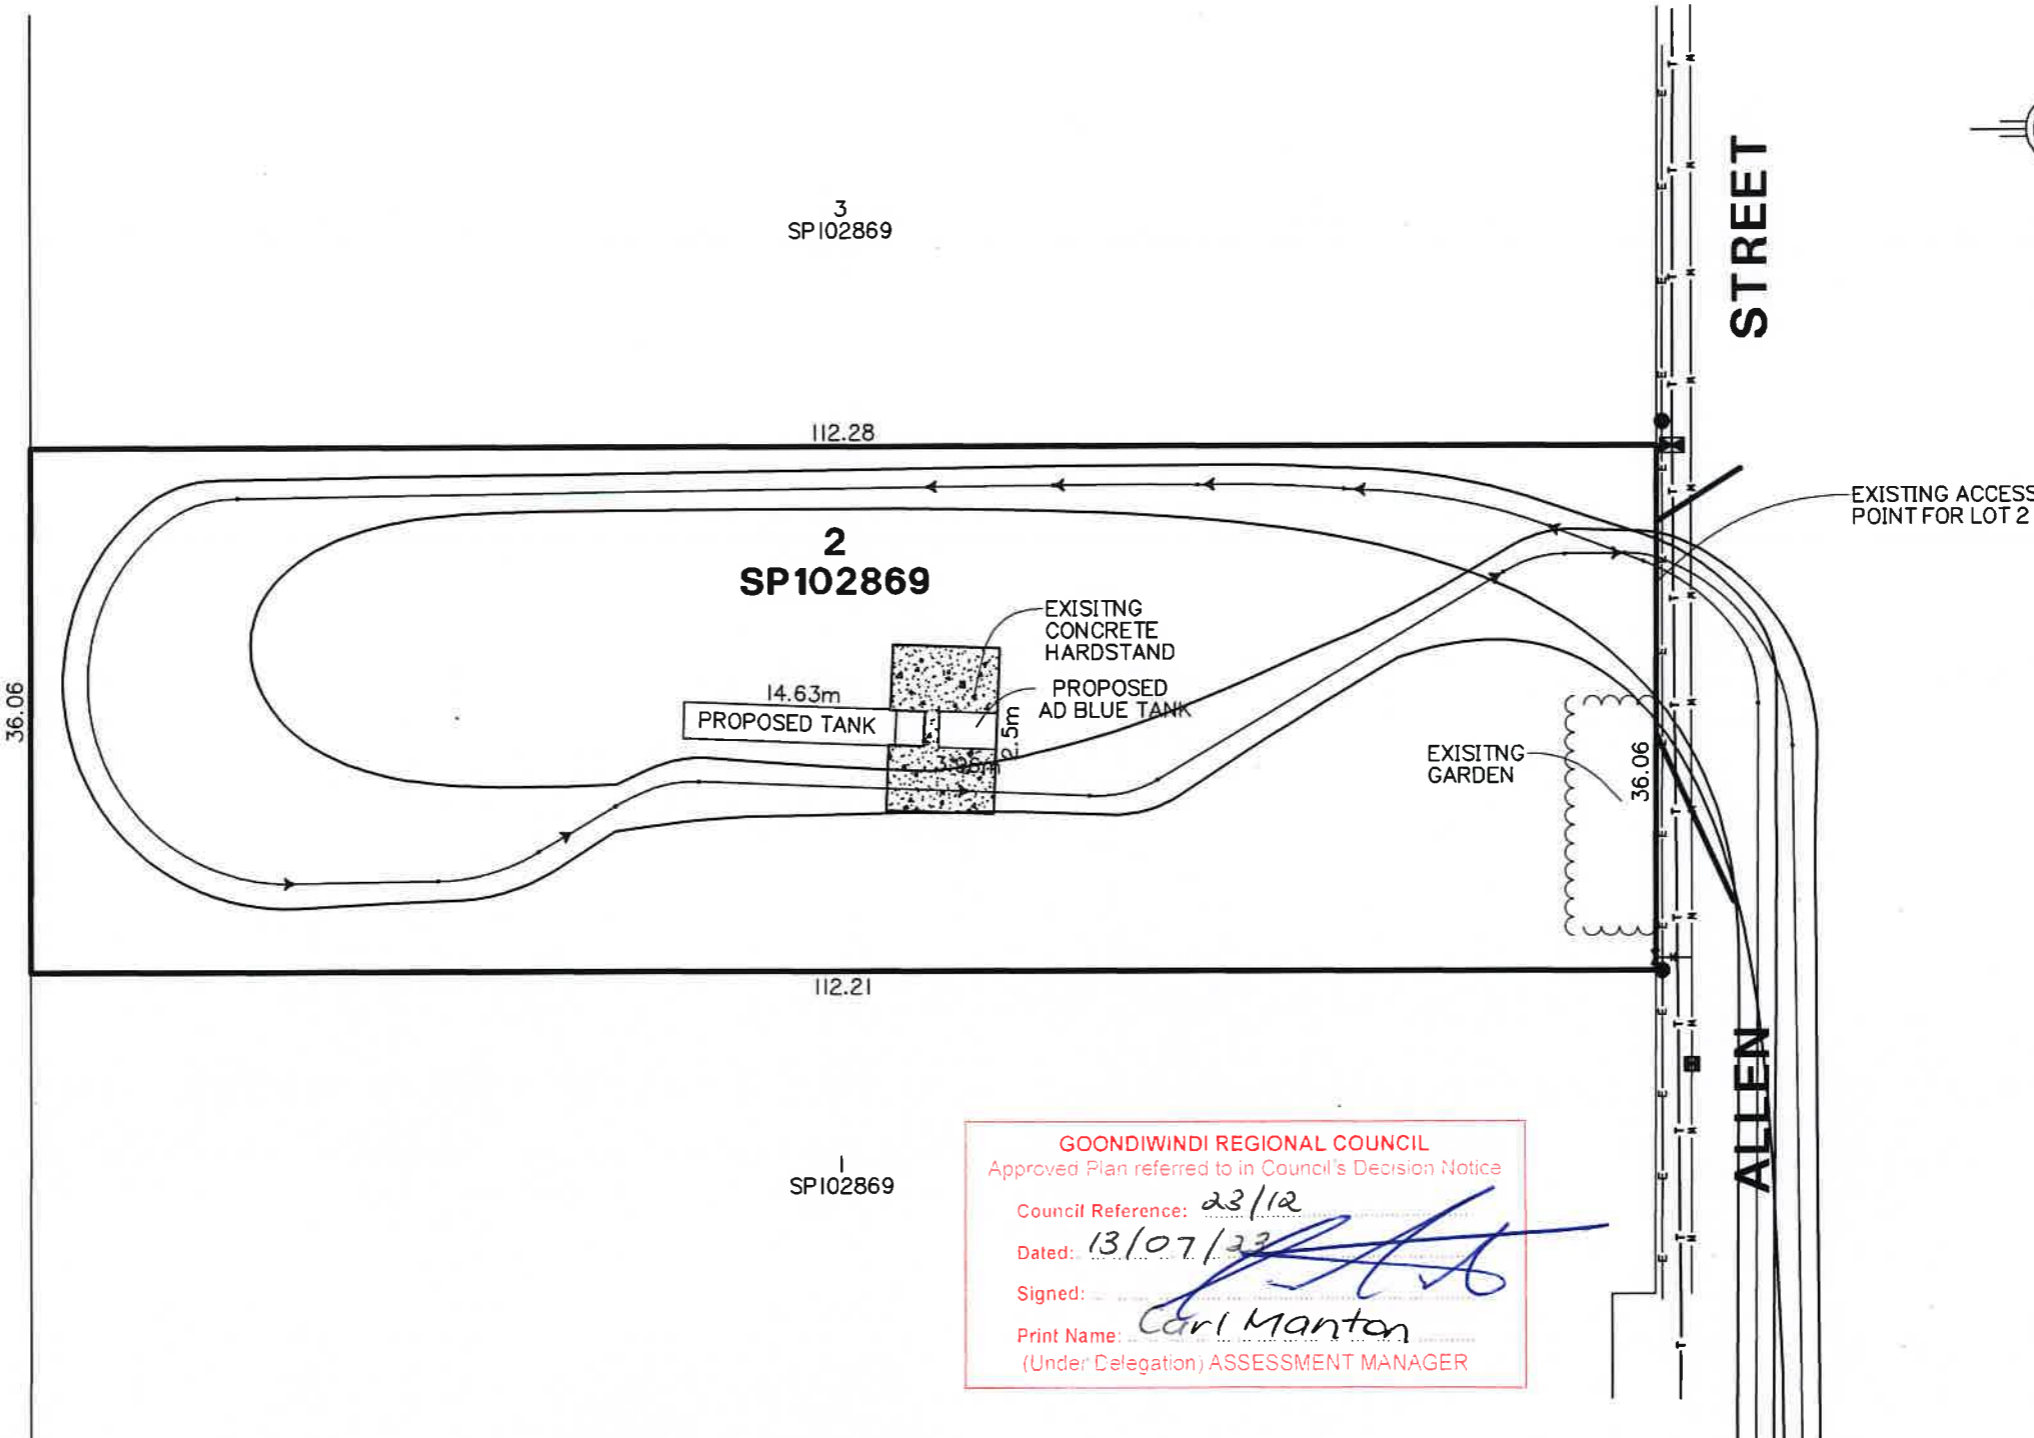 3
SP102869
STREET
112.28
EXISTING ACCESS
POINT FOR LOT 2
2
SP102869
EXISITNG
CONCRETE
HARDSTAND
14.63m
PROPOSED TANK
PROPOSED
AD BLUE TANK
2.5m
36.06
EXISITNG
GARDEN
36.06
112.21
ALLEN
1
SP102869
GOONDIWINDI REGIONAL COUNCIL
Approved Plan referred to in Council's Decision Notice
Council Reference: 23/12
Dated: 13/07/23
Signed:
Print Name: Carl Manton
(Under Delegation) ASSESSMENT MANAGER